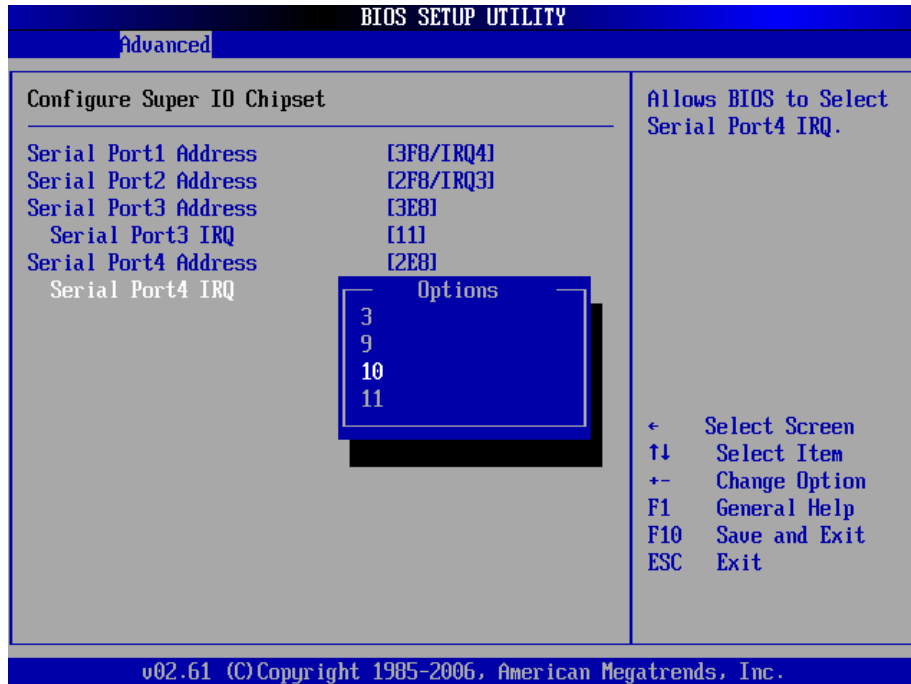 BIOS SETUP UTILITY
Advanced
Configure Super IO Chipset
Serial Port1 Address [3F8/IRQ4]
Serial Port2 Address [2F8/IRQ3]
Serial Port3 Address [3E8]
Serial Port3 IRQ [11]
Serial Port4 Address [2E8]
Serial Port4 IRQ
Options
3
9
10
11
Allows BIOS to Select
Serial Port4 IRQ.
← Select Screen
↑↓ Select Item
+- Change Option
F1 General Help
F10 Save and Exit
ESC Exit
v02.61 (C)Copyright 1985-2006, American Megatrends, Inc.